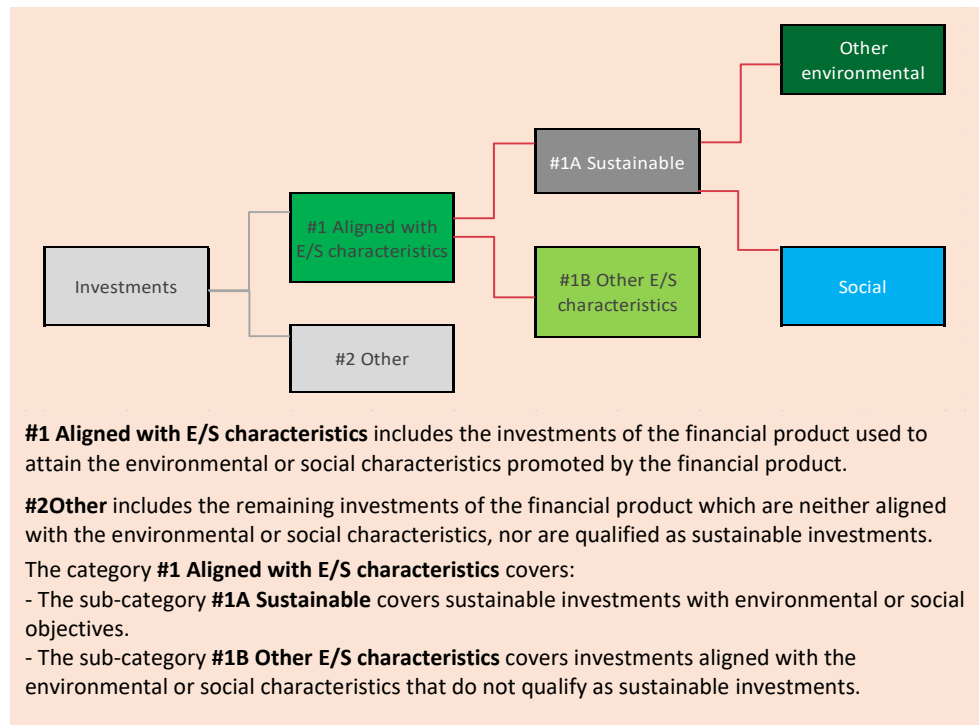 Other
environmental
#1A Sustainable
#1 Aligned with
E/S characteristics
Investments
#1B Other E/S
characteristics
Social
#2 Other
#1 Aligned with E/S characteristics includes the investments of the financial product used to
attain the environmental or social characteristics promoted by the financial product.
#2Other includes the remaining investments of the financial product which are neither aligned
with the environmental or social characteristics, nor are qualified as sustainable investments.
The category #1 Aligned with E/S characteristics covers:
- The sub-category #1A Sustainable covers sustainable investments with environmental or social
objectives.
- The sub-category #1B Other E/S characteristics covers investments aligned with the
environmental or social characteristics that do not qualify as sustainable investments.